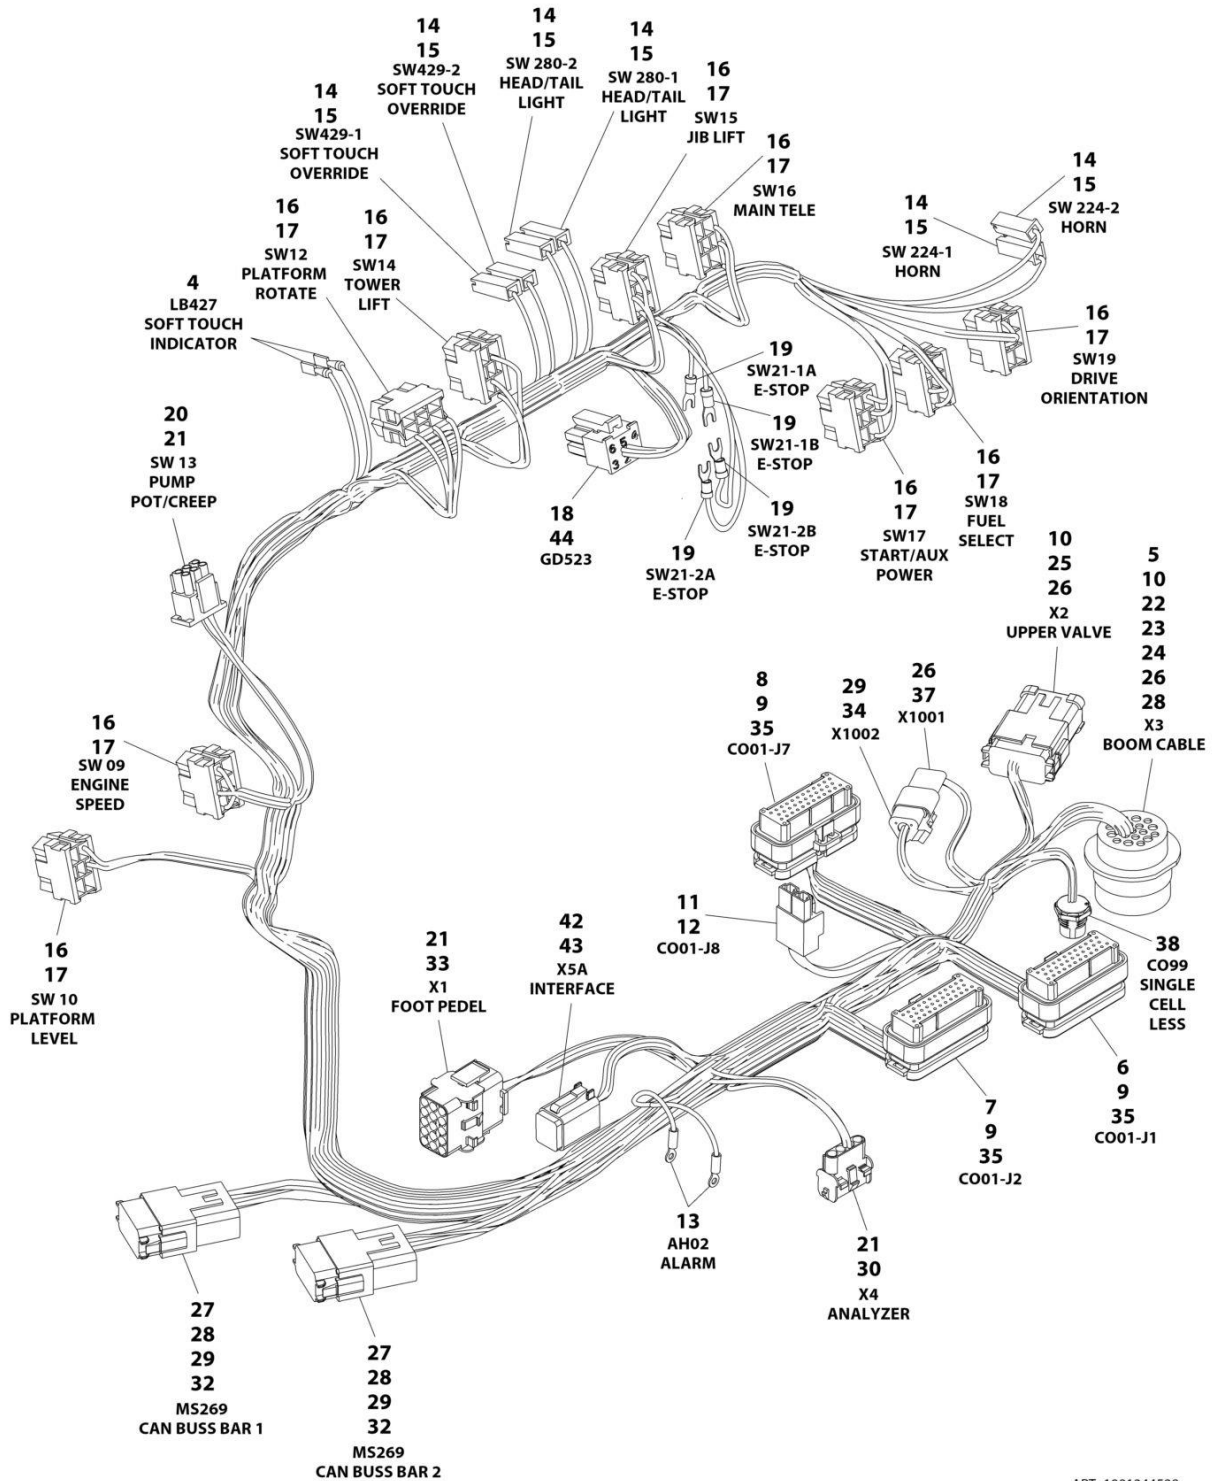 14
15
SW429-1
SOFT TOUCH
OVERRIDE
14
15
SW429-2
SOFT TOUCH
OVERRIDE
14
15
SW 280-2
HEAD/TAIL
LIGHT
14
15
SW 280-1
HEAD/TAIL
LIGHT
16
17
SW15
JIB LIFT
16
17
SW16
MAIN TELE
14
15
SW 224-1
HORN
14
15
SW 224-2
HORN
4
LB427
SOFT TOUCH
INDICATOR
16
17
SW12
PLATFORM
ROTATE
16
17
SW14
TOWER
LIFT
16
17
SW19
DRIVE
ORIENTATION
19
SW21-1A
E-STOP
19
SW21-1B
E-STOP
19
SW21-2B
E-STOP
19
SW21-2A
E-STOP
6 5 4
3
18
44
GD523
16
17
SW17
START/AUX
POWER
16
17
SW18
FUEL
SELECT
20
21
SW 13
PUMP
POT/CREEP
16
17
SW 09
ENGINE
SPEED
16
17
SW 10
PLATFORM
LEVEL
8
9
35
CO01-J7
29
34
X1002
26
37
X1001
10
25
26
X2
UPPER VALVE
5
10
22
23
24
26
28
X3
BOOM CABLE
11
12
CO01-J8
38
CO99
SINGLE
CELL
LESS
21
33
X1
FOOT PEDEL
42
43
X5A
INTERFACE
6
9
35
CO01-J1
7
9
35
CO01-J2
13
AH02
ALARM
21
30
X4
ANALYZER
27
28
29
32
MS269
CAN BUSS BAR 1
27
28
29
32
MS269
CAN BUSS BAR 2